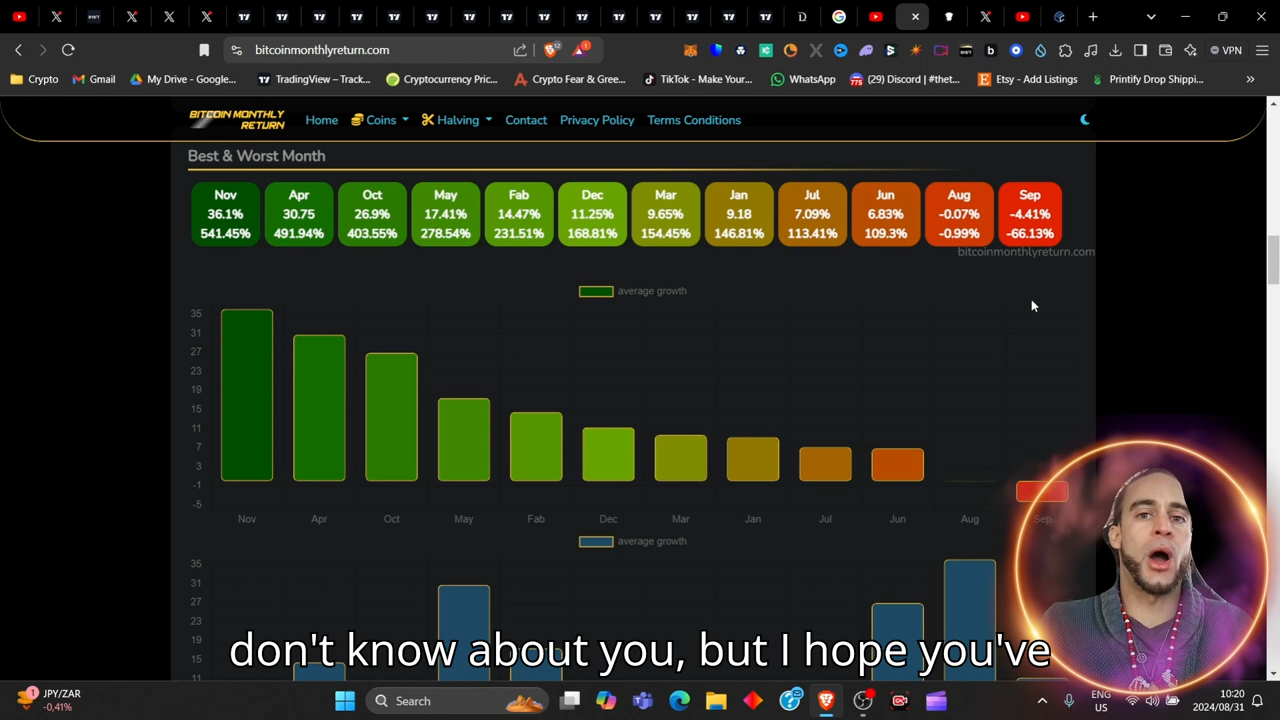 bitcoinmonthlyreturn.com
VPN
Crypto
Gmail
My Drive - Google...
TradingView – Track...
Cryptocurrency Pric...
Crypto Fear & Gree...
TikTok - Make Your...
WhatsApp
(29) Discord | #thet...
Etsy - Add Listings
Printify Drop Shippi...
BITCOIN MONTHLY
RETURN
Home
Coins
Halving
Contact
Privacy Policy
Terms Conditions
Best & Worst Month
Nov Apr Oct May Fab Dec Mar Jan Jul Jun Aug Sep
36.1% 30.75 26.9% 17.41% 14.47% 11.25% 9.65% 9.18 7.09% 6.83% -0.07% -4.41%
541.45% 491.94% 403.55% 278.54% 231.51% 168.81% 154.45% 146.81% 113.41% 109.3% -0.99% -66.13%
bitcoinmonthlyreturn.com
average growth
35
31
27
23
19
15
11
7
3
-1
-5
Nov Apr Oct May Fab Dec Mar Jan Jul Jun Aug Sep
average growth
35
31
27
23
19
15
11
don't know about you, but I hope you've
JPY/ZAR
-0,41%
Search
ENG
US
10:20
2024/08/31